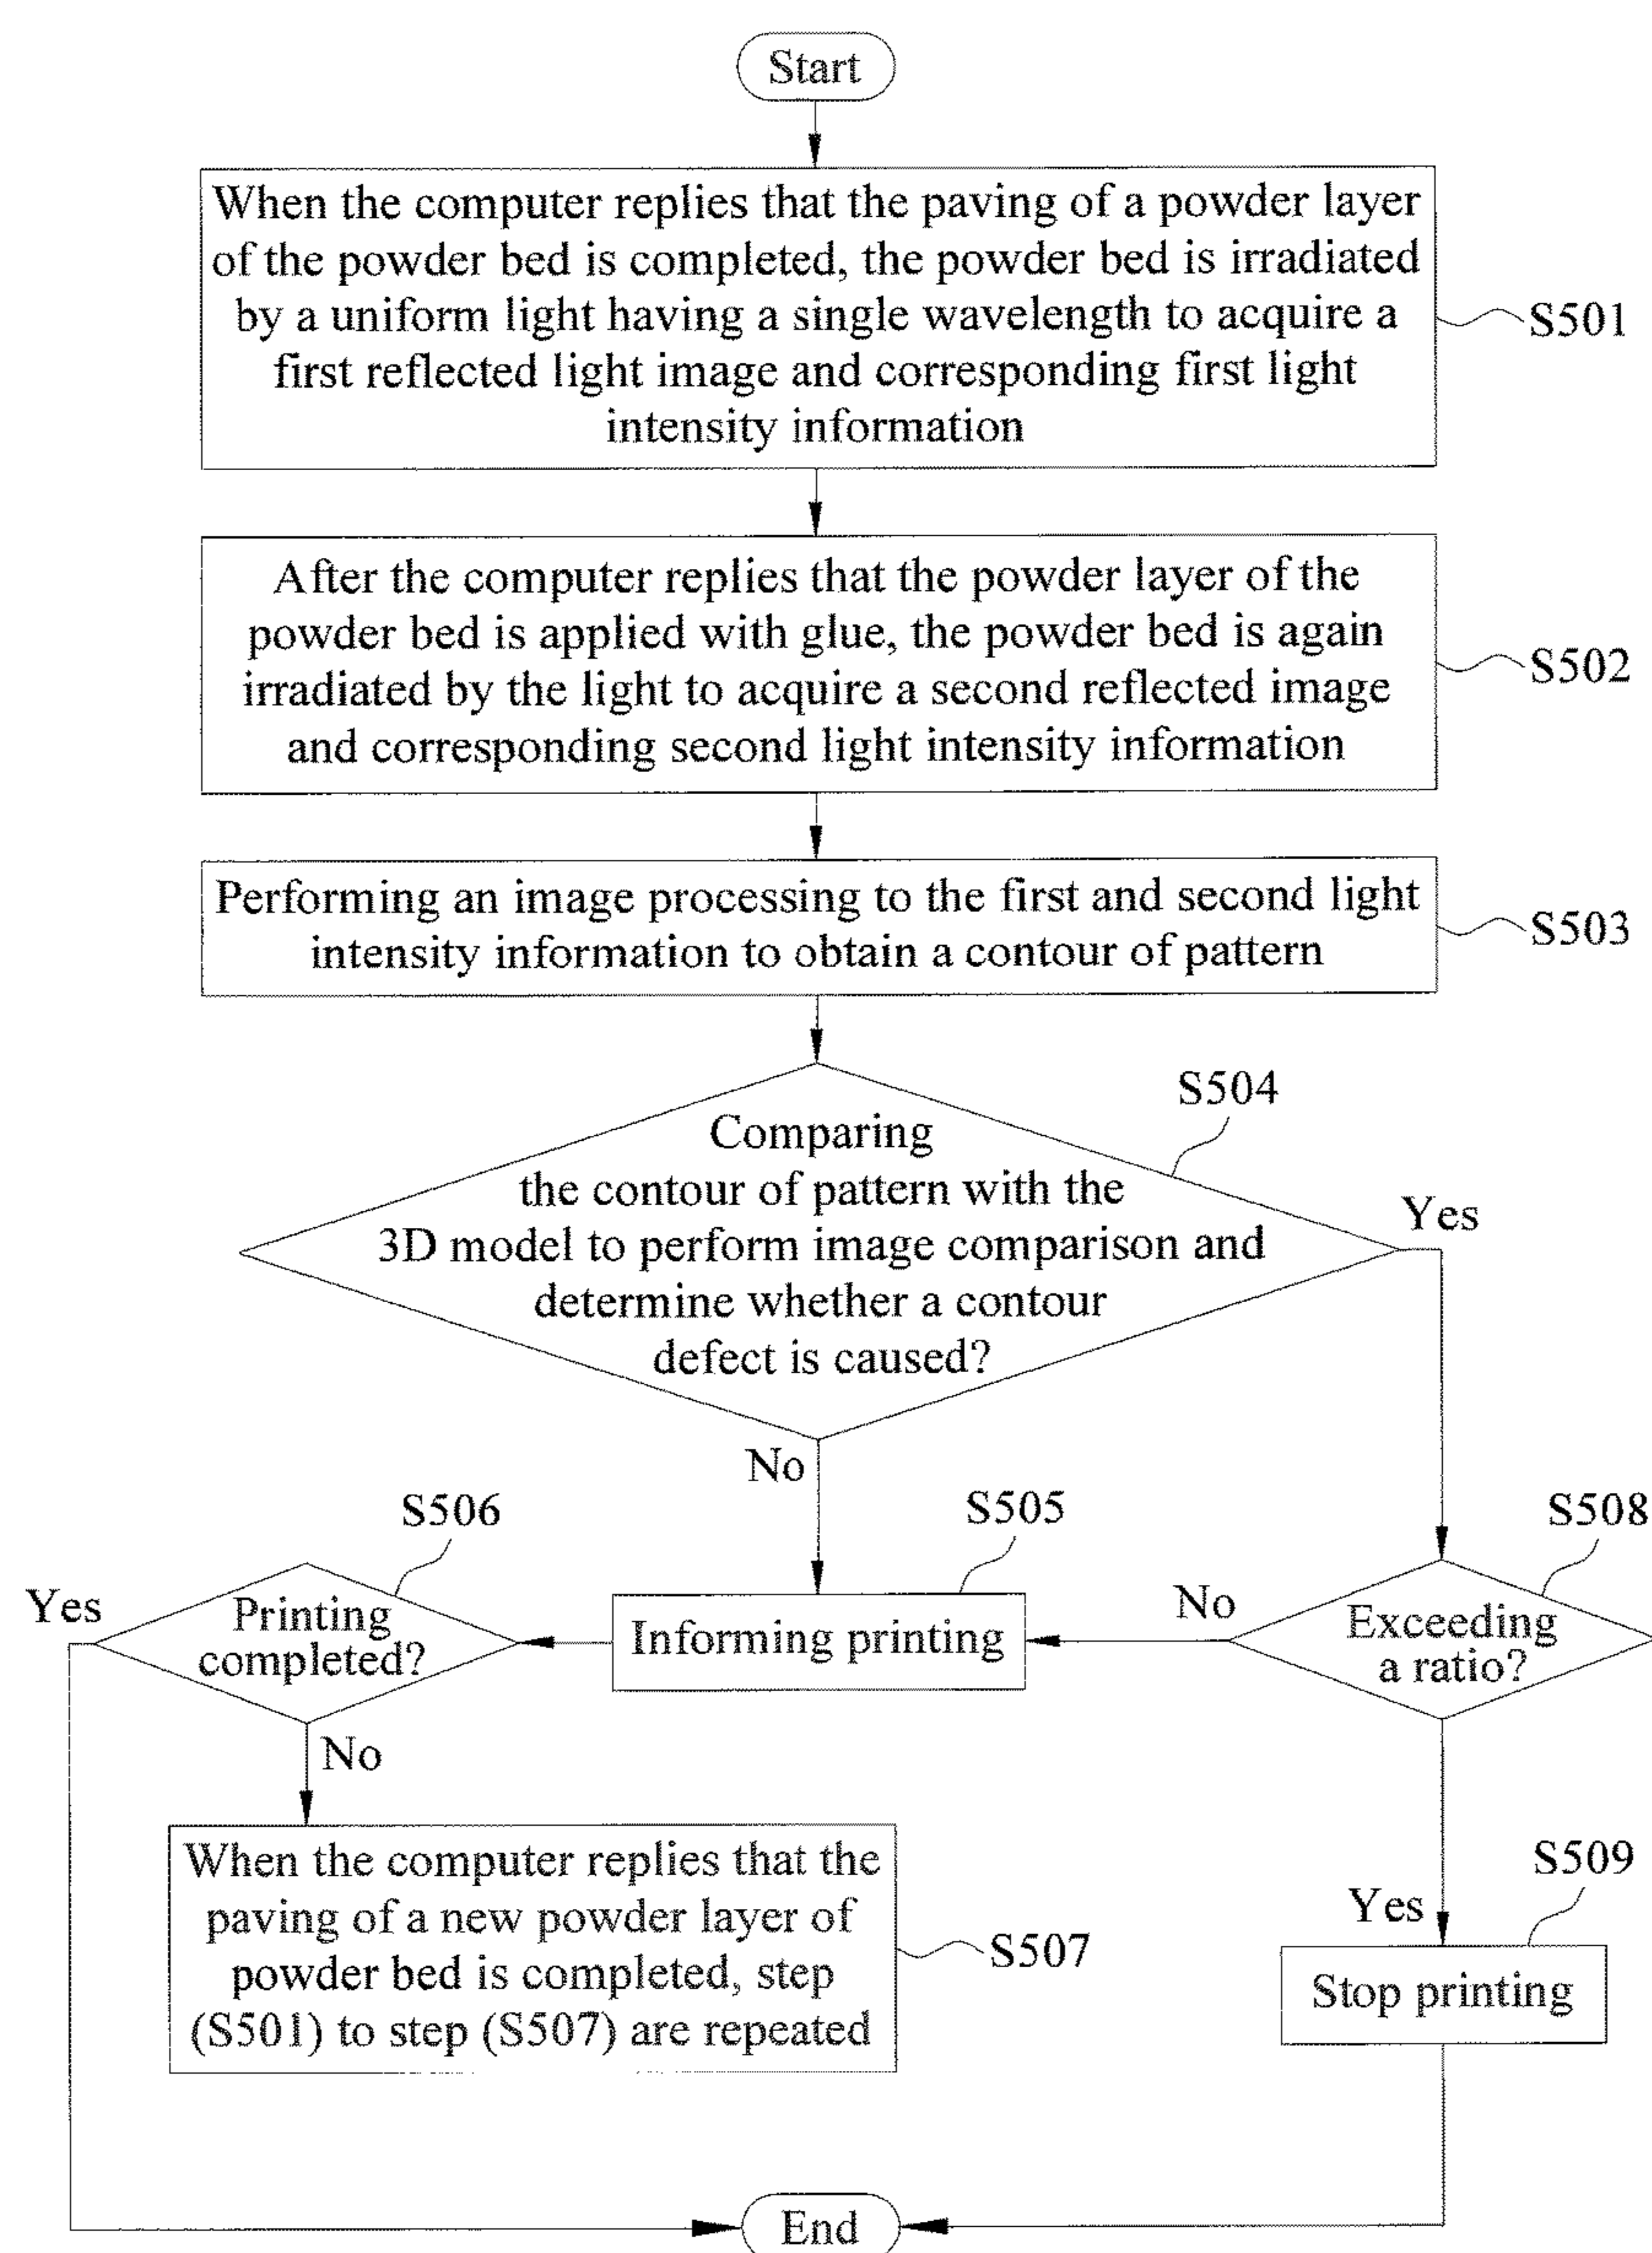 Start
When the computer replies that the paving of a powder layer
of the powder bed is completed, the powder bed is irradiated
by a uniform light having a single wavelength to acquire a
first reflected light image and corresponding first light
intensity information
S501
After the computer replies that the powder layer of the
powder bed is applied with glue, the powder bed is again
irradiated by the light to acquire a second reflected image
and corresponding second light intensity information
S502
Performing an image processing to the first and second light
intensity information to obtain a contour of pattern
S503
S504
Comparing
the contour of pattern with the
3D model to perform image comparison and
determine whether a contour
defect is caused?
Yes
No
S506
S505
S508
Yes
Printing
completed?
Informing printing
No
Exceeding
a ratio?
No
When the computer replies that the
paving of a new powder layer of
powder bed is completed, step
(S501) to step (S507) are repeated
S507
S509
Yes
Stop printing
End